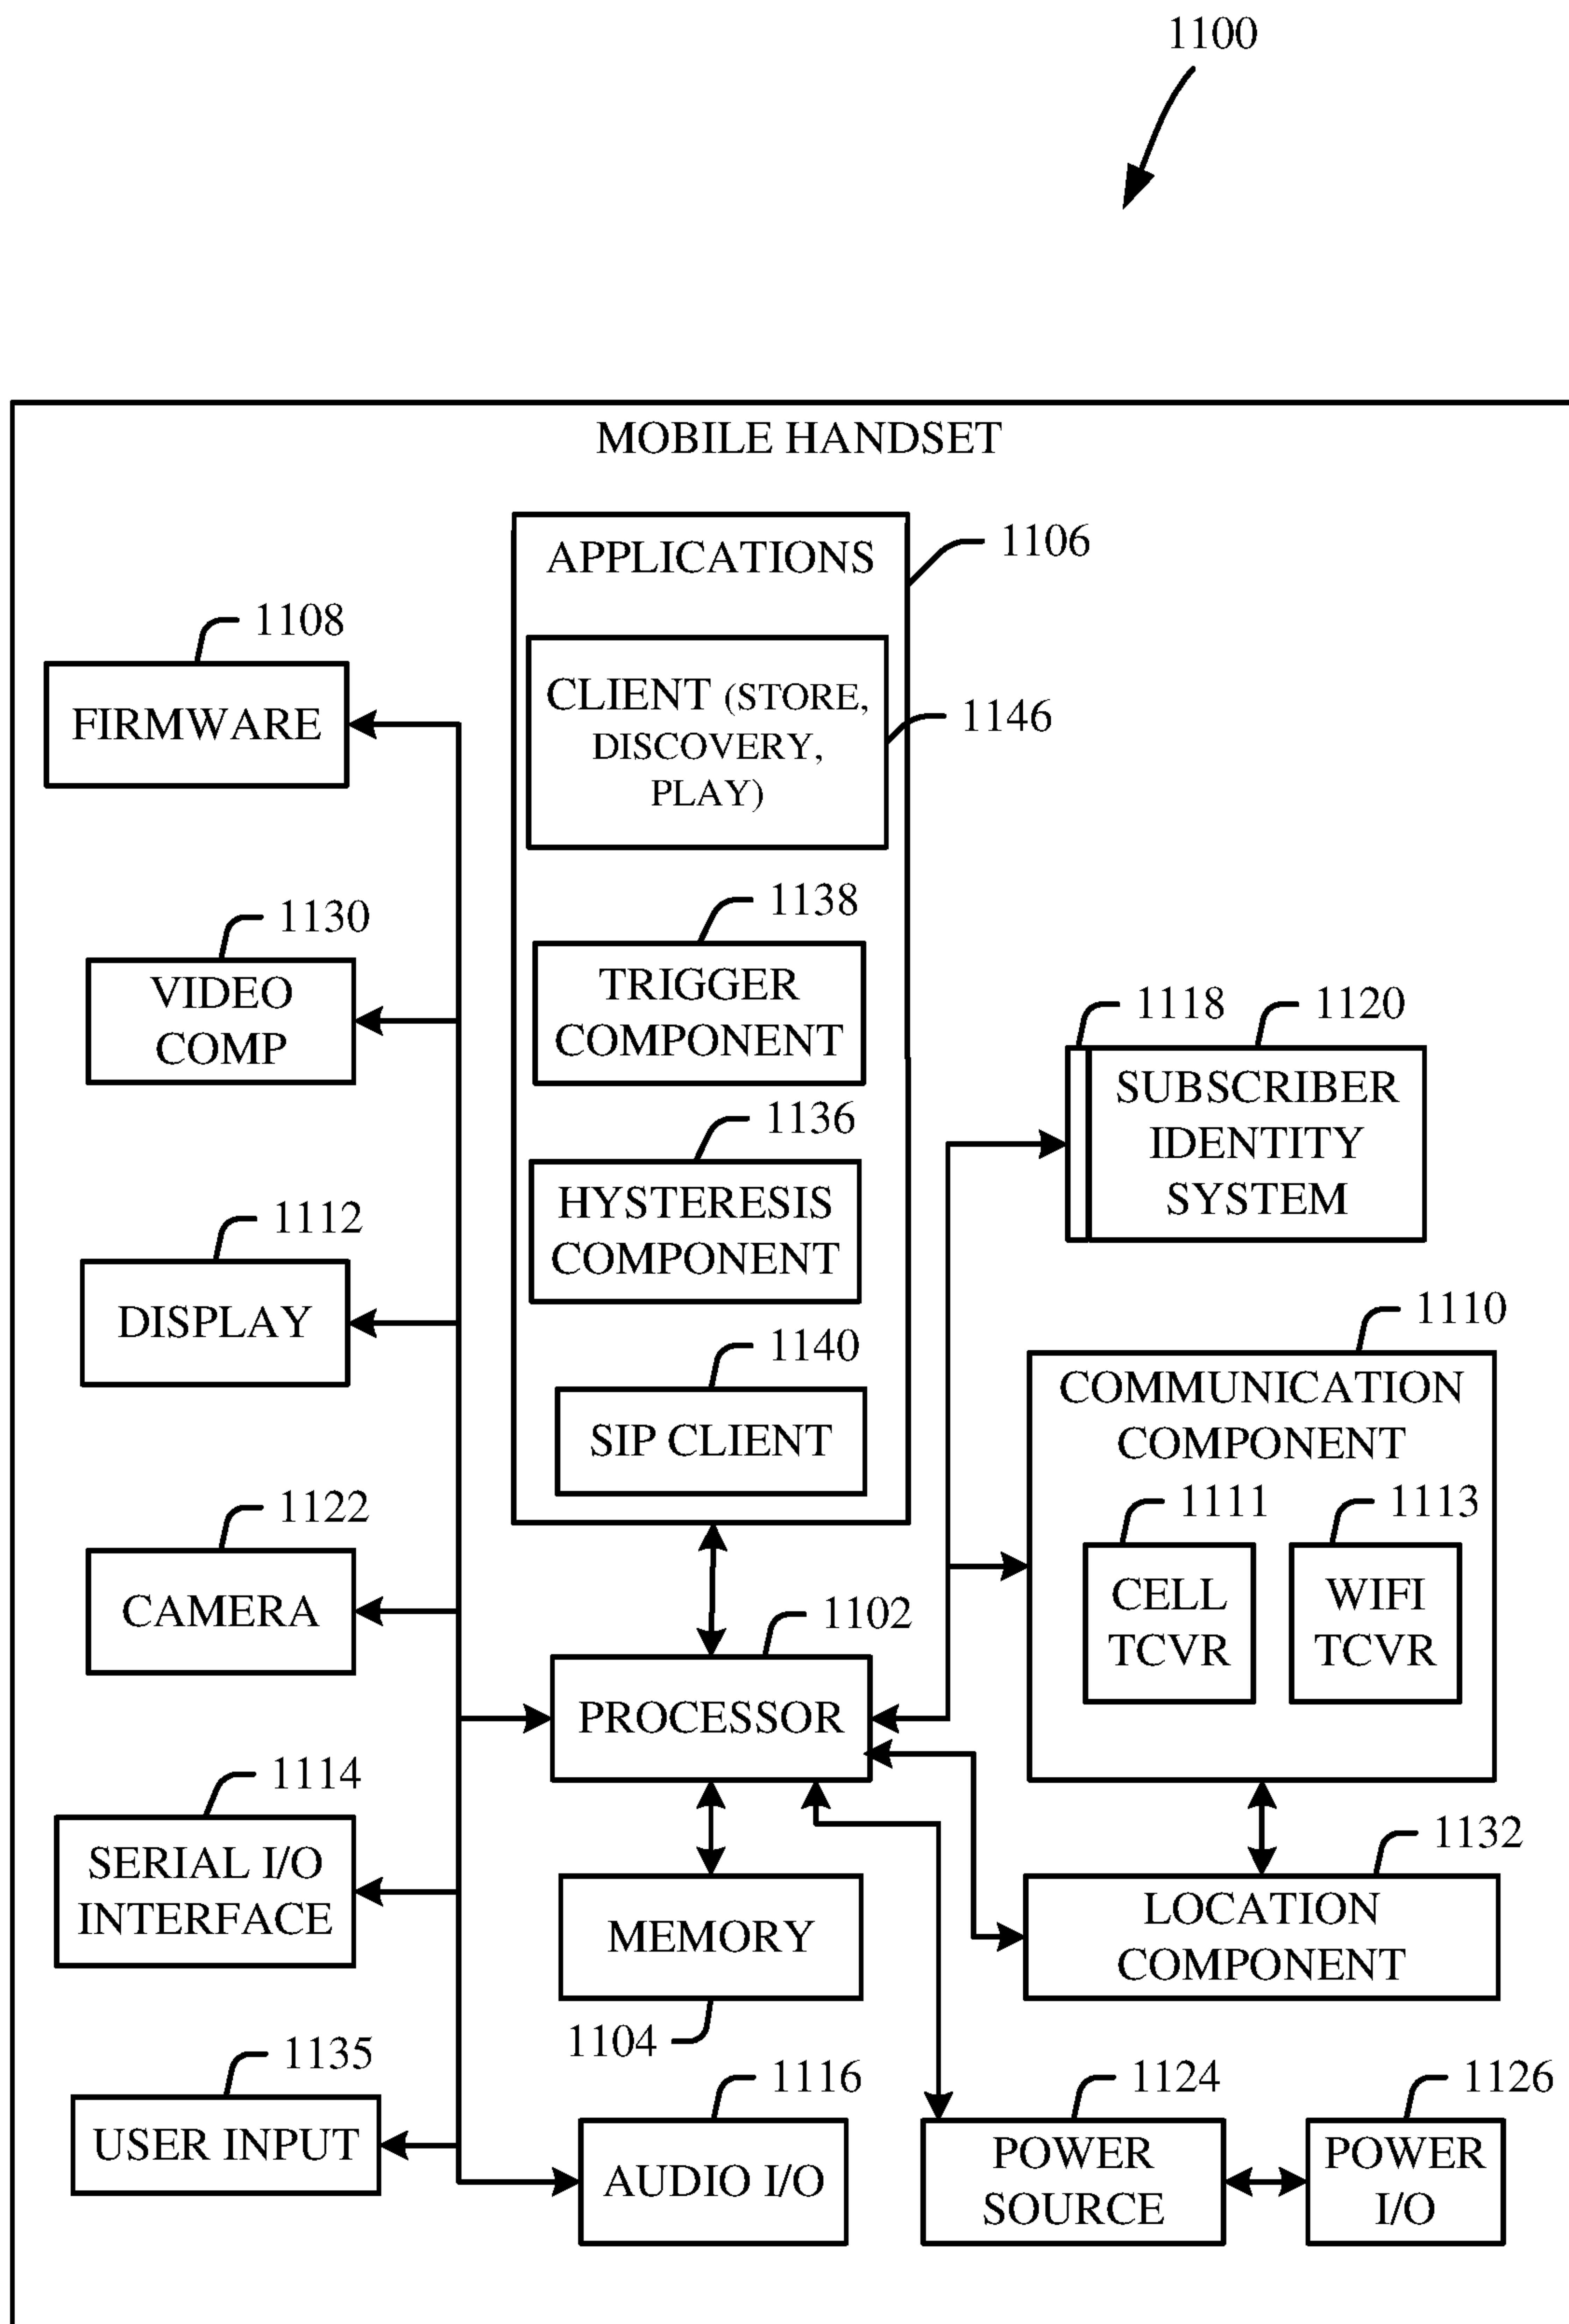 1100
MOBILE HANDSET
APPLICATIONS
1106
1108
FIRMWARE
CLIENT (STORE,
DISCOVERY,
PLAY)
1146
1130
VIDEO
COMP
1138
TRIGGER
COMPONENT
1118
1120
SUBSCRIBER
IDENTITY
SYSTEM
1136
HYSTERESIS
COMPONENT
1112
DISPLAY
1140
SIP CLIENT
1110
COMMUNICATION
COMPONENT
1111
CELL
TCVR
1113
WIFI
TCVR
1122
CAMERA
1102
PROCESSOR
1114
SERIAL I/O
INTERFACE
MEMORY
1104
1132
LOCATION
COMPONENT
1135
USER INPUT
1116
AUDIO I/O
1124
POWER
SOURCE
1126
POWER
I/O